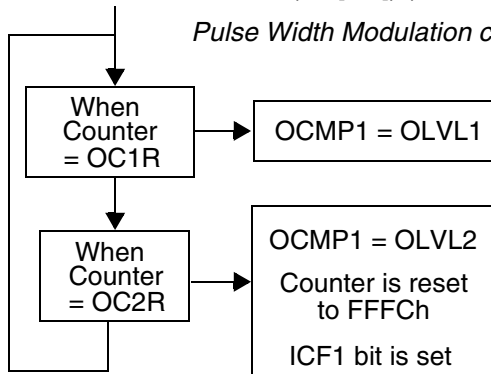 Pulse Width Modulation c
When
Counter
= OC1R
OCMP1 = OLVL1
When
Counter
= OC2R
OCMP1 = OLVL2
Counter is reset
to FFFCh
ICF1 bit is set